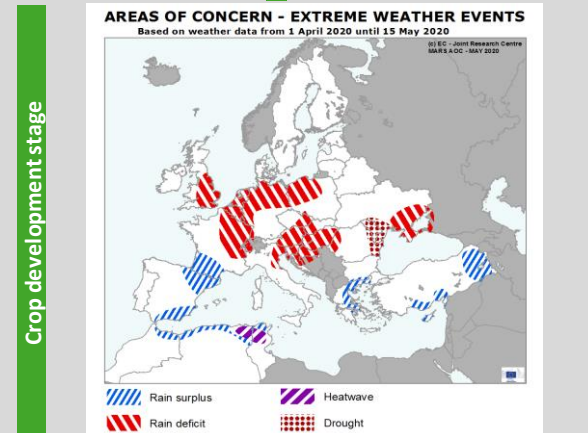 AREAS OF CONCERN - EXTREME WEATHER EVENTS
Based on weather data from 1 April 2020 until 15 May 2020
(c) EC - Joint Research Centre
MARS AOC - MAY 2020
Crop development stage
Rain surplus
Heatwave
Rain deficit
Drought